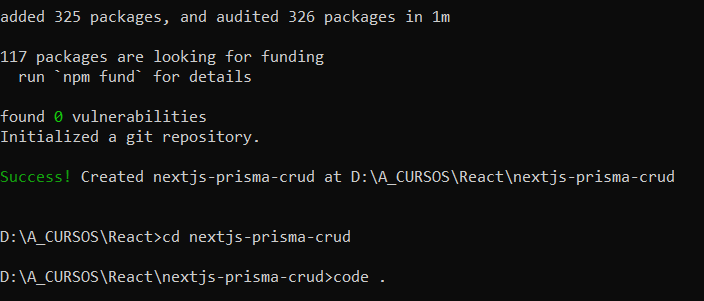 added 325 packages, and audited 326 packages in 1m
117 packages are looking for funding
run `npm fund` for details
found 0 vulnerabilities
Initialized a git repository.
Success! Created nextjs-prisma-crud at D:\A_CURSOS\React\nextjs-prisma-crud
D:\A_CURSOS\React>cd nextjs-prisma-crud
D:\A_CURSOS\React\nextjs-prisma-crud>code .